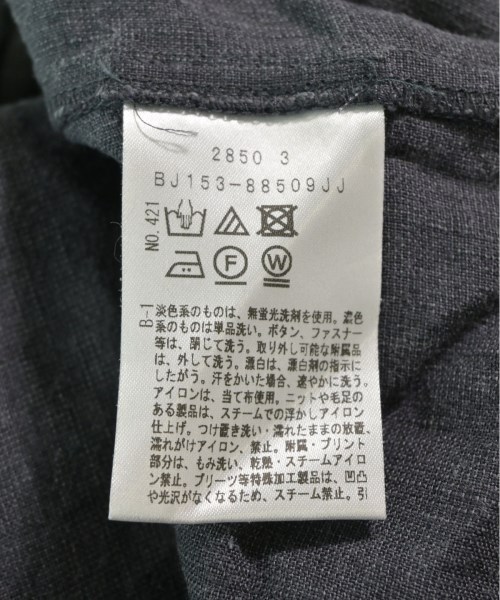 2850 3
BJ153-88509JJ
NO.421
F
W
B-1
淡色系のものは、無蛍光洗剤を使用。濃色
系のものは単品洗い。ボタン、ファスナー
等は、閉じて洗う。取り外し可能な附属品
は、外して洗う。漂白は、漂白剤の指示に
したがう。汗をかいた場合、速やかに洗う。
アイロンは、当て布使用。ニットや毛足の
ある製品は、スチームでの浮かしアイロン
仕上げ。つけ置き洗い・濡れたままの放置、
濡れがけアイロン、禁止。附属・プリント
部分は、もみ洗い、乾燥・スチームアイロ
ン禁止。プリーツ等特殊加工製品は、凹凸
や光沢がなくなるため、スチーム禁止。引